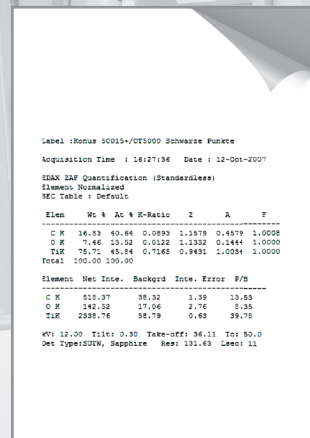 Label :Konus 50015+/OT5000 Schwarze Punkte
Acquisition Time : 16:27:36 Date : 12-Oct-2007
EDAX ZAF Quantification (Standardless)
Element Normalized
SEC Table : Default
Elem Wt % At % K-Ratio Z A F
C K 16.83 40.64 0.0893 1.1579 0.4579 1.0008
O K 7.46 13.52 0.0122 1.1332 0.1444 1.0000
TiK 75.71 45.84 0.7165 0.9431 1.0034 1.0000
Total 100.00 100.00
Element Net Inte. Backgrd Inte. Error P/B
C K 518.37 38.32 1.39 13.53
O K 142.52 17.06 2.76 8.35
TiK 2338.76 58.79 0.63 39.78
kV: 12.00 Tilt: 0.30 Take-off: 36.11 Tc: 50.0
Det Type:SUTW, Sapphire Res: 131.63 Lsec: 11